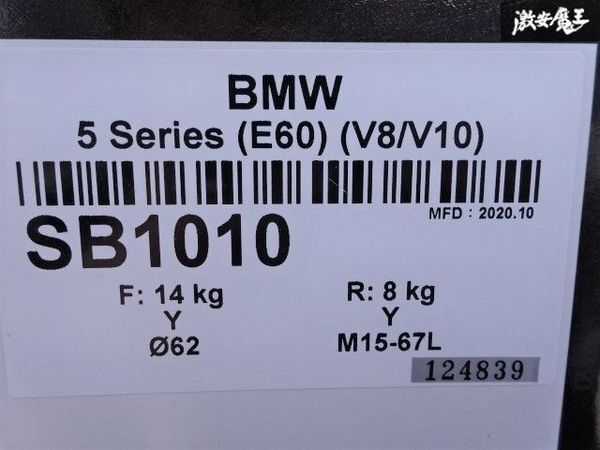 激安魔王
BMW
5 Series (E60) (V8/V10)
MFD : 2020.10
SB1010
F: 14 kg
Y
Ø62
R: 8 kg
Y
M15-67L
124839